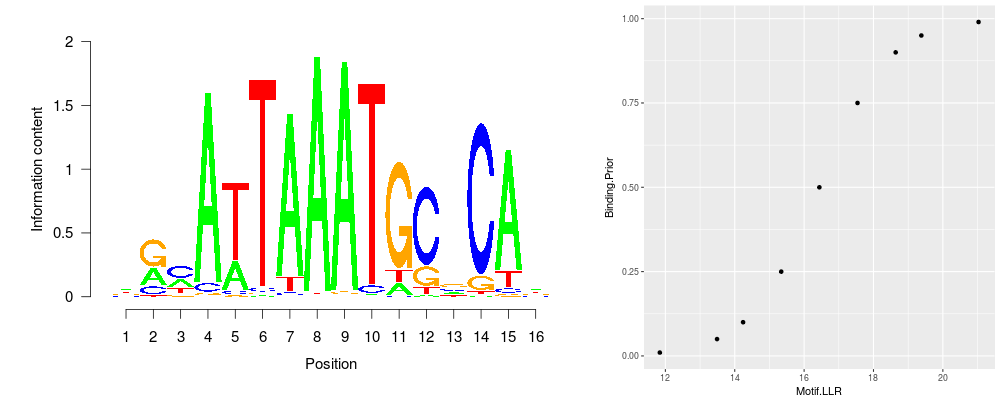 2
1.5
1
0.5
0
Information content
A T T A A A T G C C A
1 2 3 4 5 6 7 8 9 10 11 12 13 14 15 16
Position
1.00
0.75
0.50
0.25
0.00
Binding.Prior
12 14 16 18 20
Motif.LLR